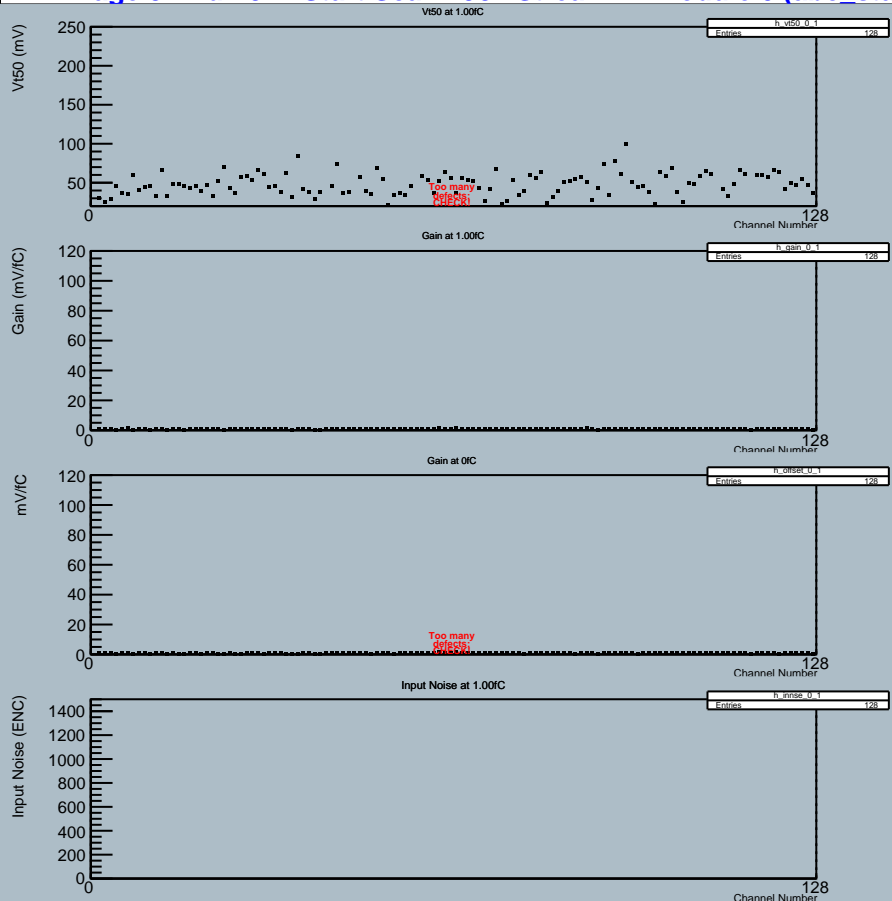 Vt50 at 1.00fC
h_vt50_0_1
Entries 128
Vt50 (mV)
250
200
150
100
50
Too many
defects:
CHECK!
0
128
Channel Number
Gain at 1.00fC
h_gain_0_1
Entries 128
Gain (mV/fC)
120
100
80
60
40
20
0
0
128
Channel Number
Gain at 0fC
h_offset_0_1
Entries 128
mV/fC
120
100
80
60
40
20
0
Too many
defects:
CHECK!
0
128
Channel Number
Input Noise at 1.00fC
h_innse_0_1
Entries 128
Input Noise (ENC)
1400
1200
1000
800
600
400
200
0
0
128
Channel Number